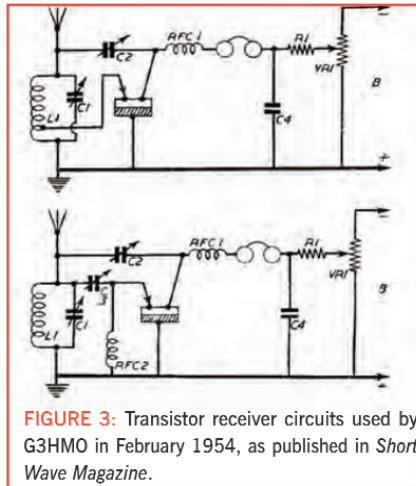 C2
RFC1
R1
VR1
C1
L1
C4
B
+
C2
RFC1
R1
VR1
C1
L1
RFC2
C4
B
FIGURE 3: Transistor receiver circuits used by
G3HMO in February 1954, as published in Short
Wave Magazine.